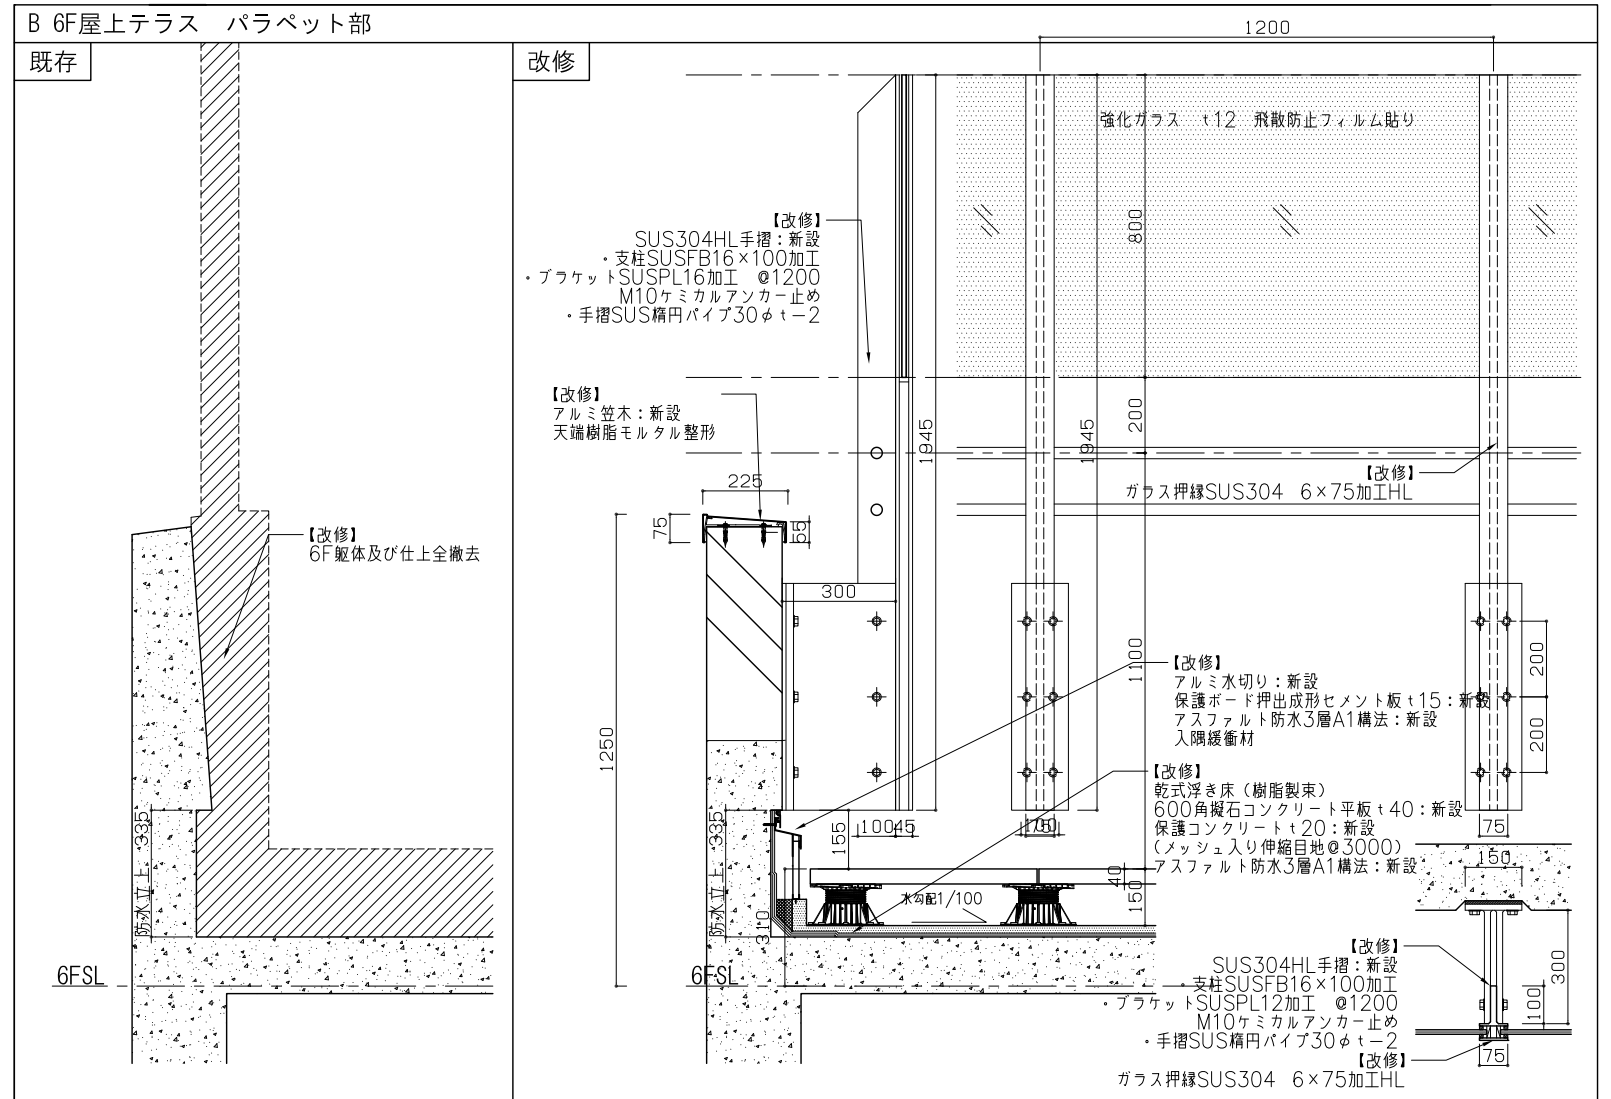 B 6F屋上テラス　パラペット部
既存
改修
1200
強化ガラス　t12　飛散防止フィルム貼り
【改修】
SUS304HL手摺：新設
・支柱SUSFB16×100加工
・ブラケットSUSPL16加工　@1200
M10ケミカルアンカー止め
・手摺SUS楕円パイプ30φt−2
800
【改修】
アルミ笠木：新設
天端樹脂モルタル整形
200
1945
1945
225
75
65
【改修】
ガラス押縁SUS304　6×75加工HL
【改修】
6F躯体及び仕上全撤去
300
1250
1100
200
200
【改修】
アルミ水切り：新設
保護ボード押出成形セメント板t15：新設
アスファルト防水3層A1構法：新設
入隅緩衝材
【改修】
乾式浮き床（樹脂製束）
600角擬石コンクリート平板t40：新設
保護コンクリートt20：新設
（メッシュ入り伸縮目地@3000）
アスファルト防水3層A1構法：新設
防水立上 335
防水立上 335
155
100
45
100
75
75
150
40
150
水勾配1/100
310
6FSL
6FSL
【改修】
SUS304HL手摺：新設
・支柱SUSFB16×100加工
・ブラケットSUSPL12加工　@1200
M10ケミカルアンカー止め
・手摺SUS楕円パイプ30φt−2
300
100
75
【改修】
ガラス押縁SUS304　6×75加工HL